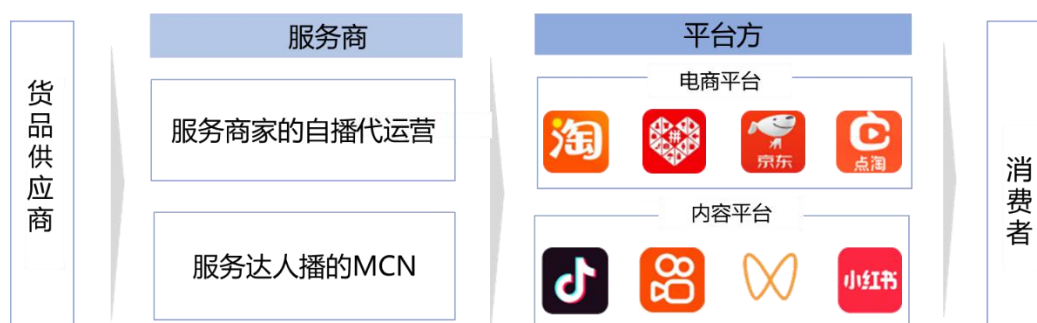 货品供应商
服务商
服务商家的自播代运营
服务达人播的MCN
平台方
电商平台
淘
拼
京东
点淘
内容平台
小红书
消费者